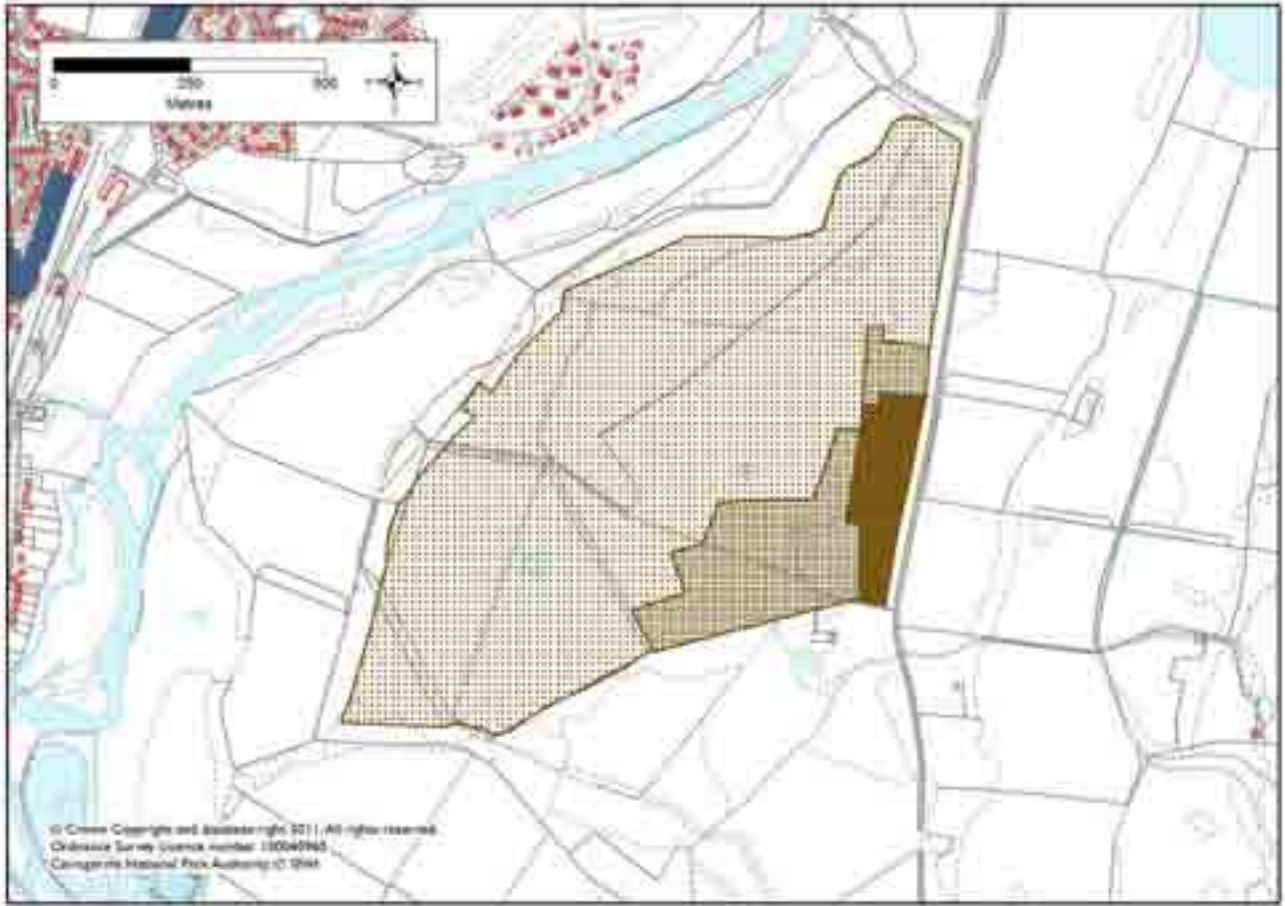 0 250 500
Metres
N
© Crown Copyright and database right 2011. All rights reserved.
Ordnance Survey Licence number 100040965
Cairngorms National Park Authority